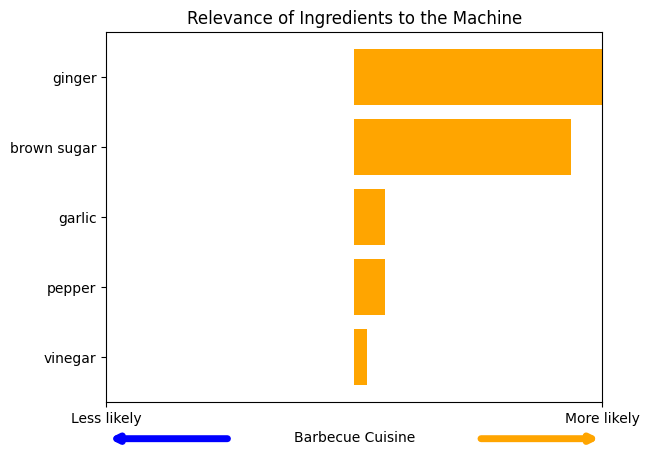 Relevance of Ingredients to the Machine
ginger
brown sugar
garlic
pepper
vinegar
Less likely
More likely
Barbecue Cuisine